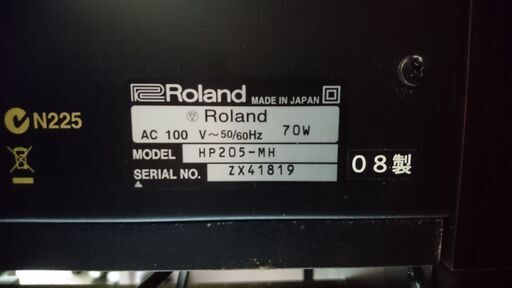 Roland MADE IN JAPAN
Roland
AC 100 V～50/60Hz 70W
N225
MODEL HP205-MH
SERIAL NO. ZX41819
08製